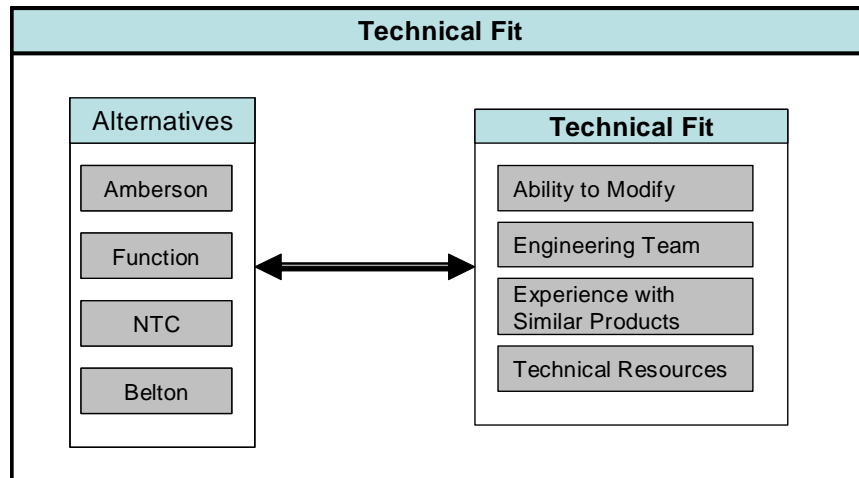 Technical Fit
Alternatives
Amberson
Function
NTC
Belton
Technical Fit
Ability to Modify
Engineering Team
Experience with
Similar Products
Technical Resources